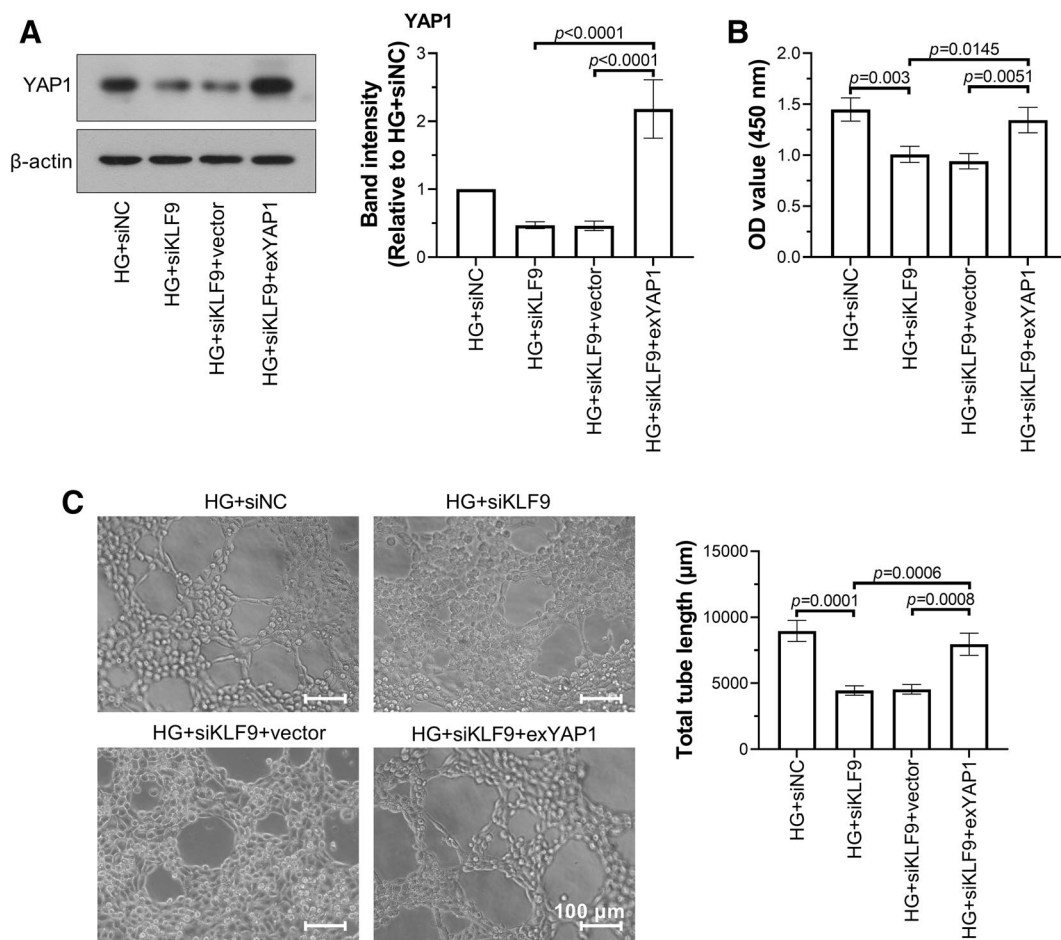 A
YAP1
β-actin
HG+siNC
HG+siKLF9
HG+siKLF9+vector
HG+siKLF9+exYAP1
YAP1
Band intensity
(Relative to HG+siNC)
3
2
1
0
p<0.0001
p<0.0001
HG+siNC
HG+siKLF9
HG+siKLF9+vector
HG+siKLF9+exYAP1
B
OD value (450 nm)
2.0
1.5
1.0
0.5
0.0
p=0.0145
p=0.003
p=0.0051
HG+siNC
HG+siKLF9
HG+siKLF9+vector
HG+siKLF9+exYAP1
C
HG+siNC
HG+siKLF9
HG+siKLF9+vector
HG+siKLF9+exYAP1
100 μm
Total tube length (μm)
15000
10000
5000
0
p=0.0006
p=0.0001
p=0.0008
HG+siNC
HG+siKLF9
HG+siKLF9+vector
HG+siKLF9+exYAP1